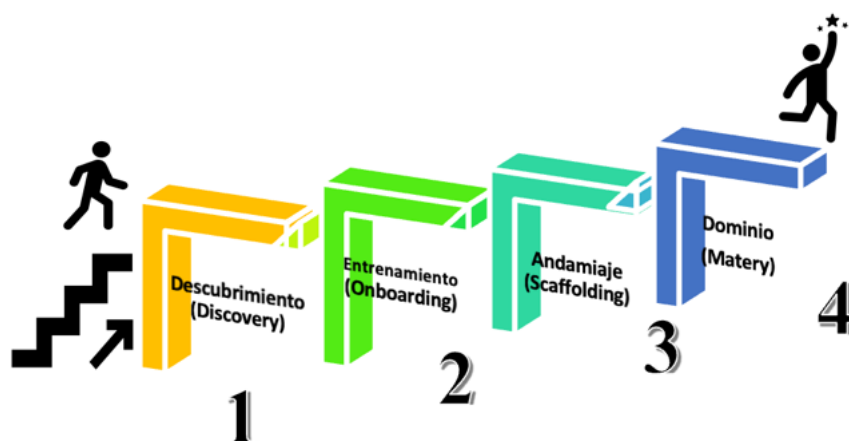 Descubrimiento
(Discovery)
1
Entrenamiento
(Onboarding)
2
Andamiaje
(Scaffolding)
3
Dominio
(Matery)
4